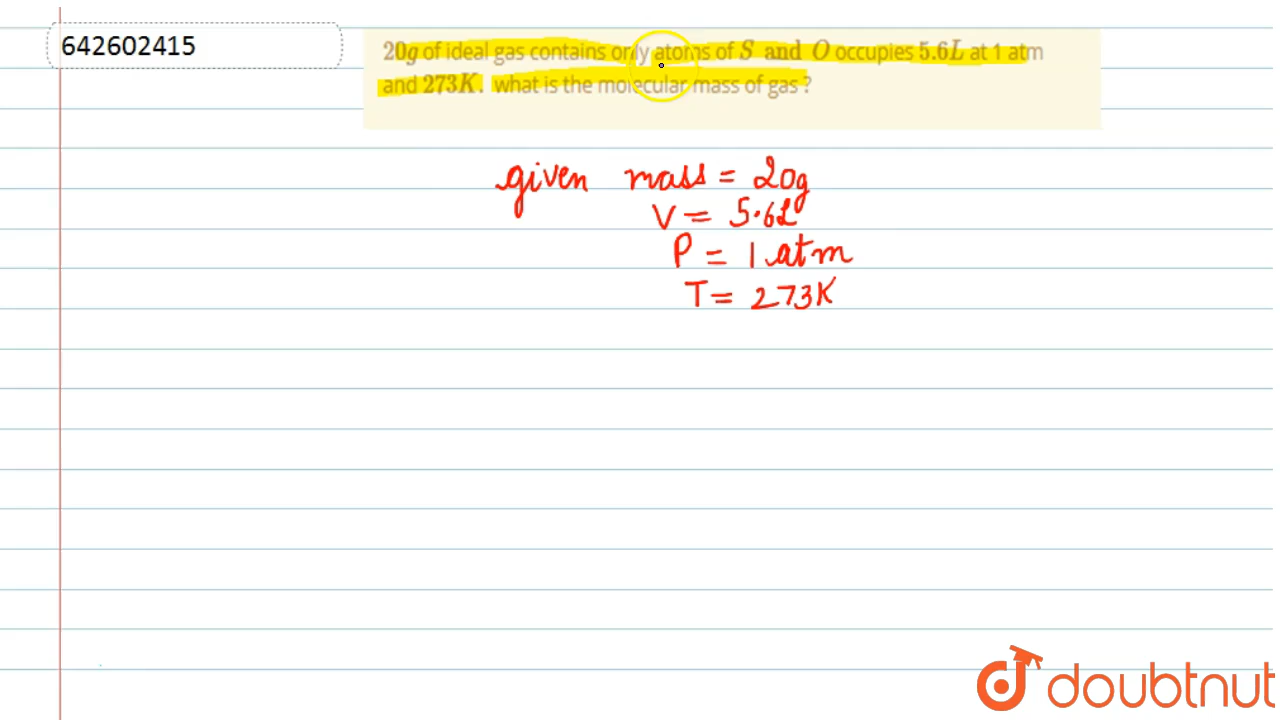 642602415
20g of ideal gas contains only atoms of S and O occupies 5.6L at 1 atm
and 273K. what is the molecular mass of gas ?
given mass = 20g
V = 5.6L
P = 1 atm
T = 273K
doubtnut